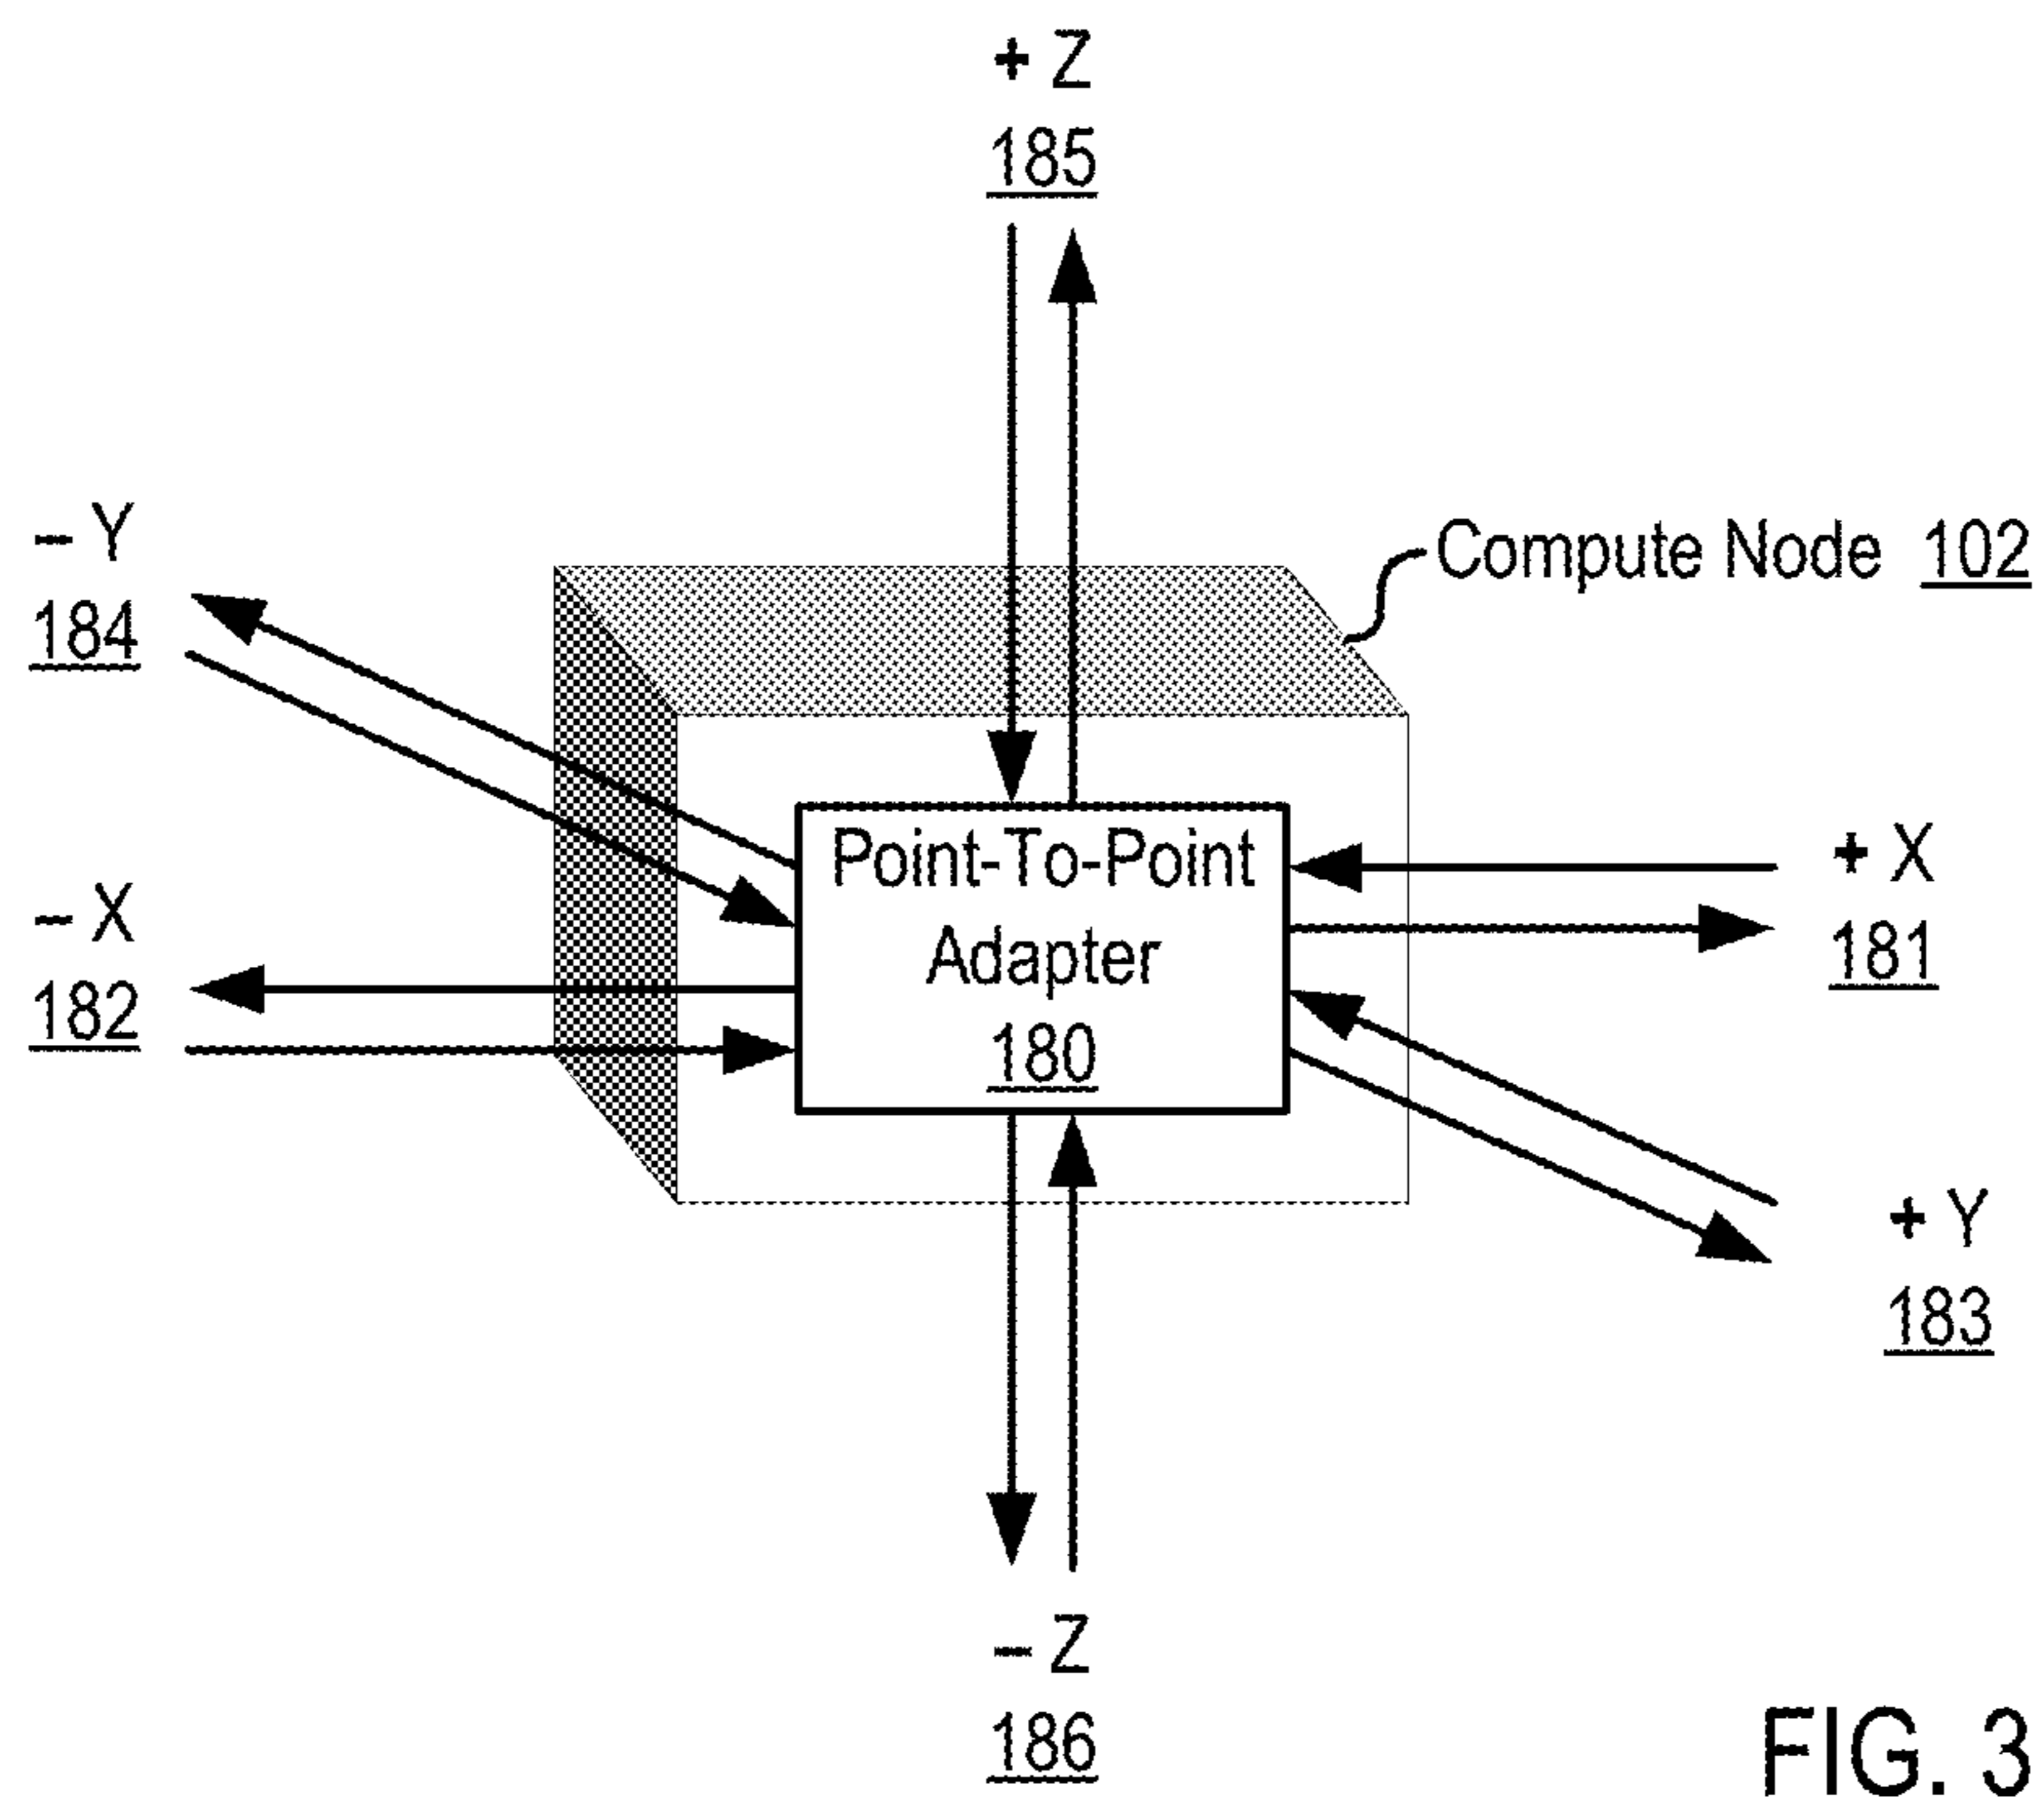 + Z
185
– Y
184
Compute Node 102
– X
182
Point-To-Point
Adapter
180
+ X
181
+ Y
183
– Z
186
FIG. 3